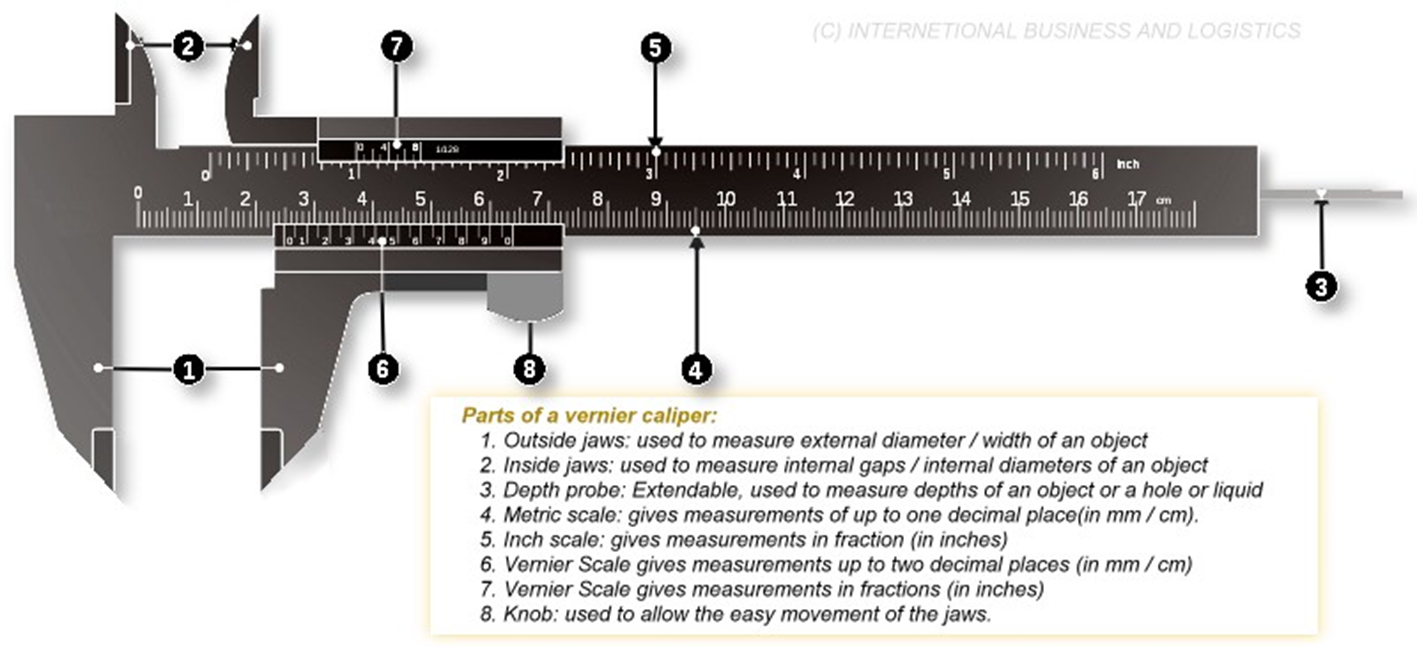 (C) INTERNETIONAL BUSINESS AND LOGISTICS
2 7 5
0 4 8 1/128
0 1 2 3 4 5 6 Inch
0 1 2 3 4 5 6 7 8 9 10 11 12 13 14 15 16 17 cm
0 1 2 3 4 5 6 7 8 9 0
3
1 6 8 4
Parts of a vernier caliper:
1. Outside jaws: used to measure external diameter / width of an object
2. Inside jaws: used to measure internal gaps / internal diameters of an object
3. Depth probe: Extendable, used to measure depths of an object or a hole or liquid
4. Metric scale: gives measurements of up to one decimal place(in mm / cm).
5. Inch scale: gives measurements in fraction (in inches)
6. Vernier Scale gives measurements up to two decimal places (in mm / cm)
7. Vernier Scale gives measurements in fractions (in inches)
8. Knob: used to allow the easy movement of the jaws.